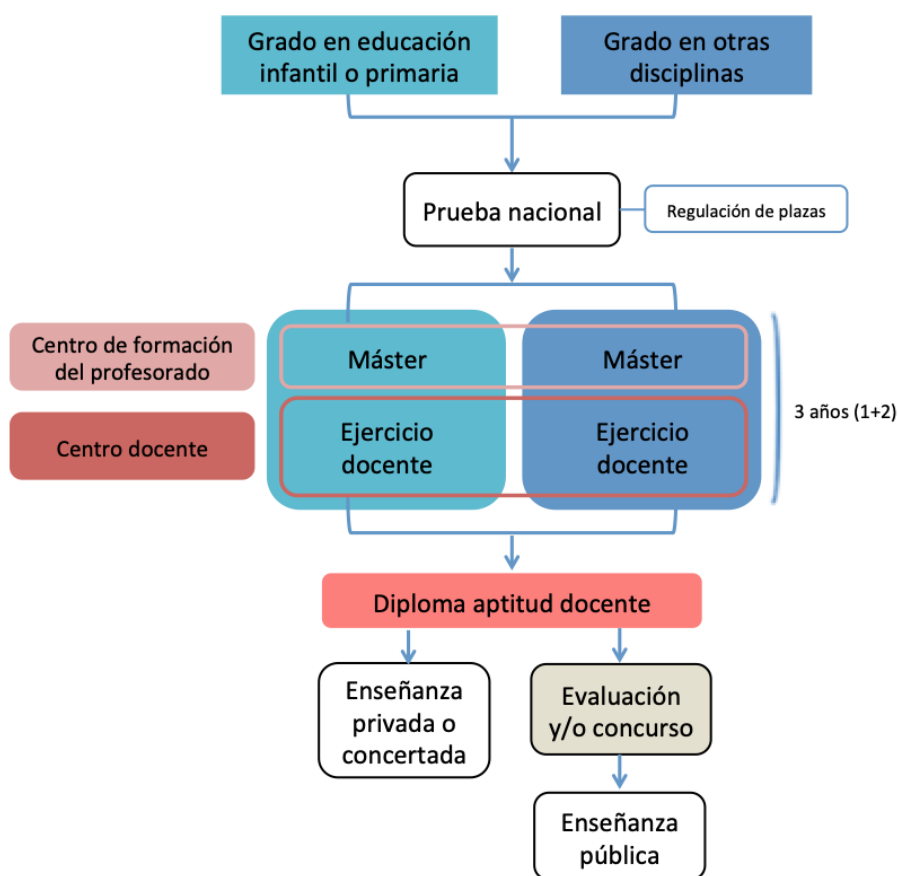 Grado en educación
infantil o primaria
Grado en otras
disciplinas
Prueba nacional
Regulación de plazas
Centro de formación
del profesorado
Máster
Máster
3 años (1+2)
Centro docente
Ejercicio
docente
Ejercicio
docente
Diploma aptitud docente
Enseñanza
privada o
concertada
Evaluación
y/o concurso
Enseñanza
pública